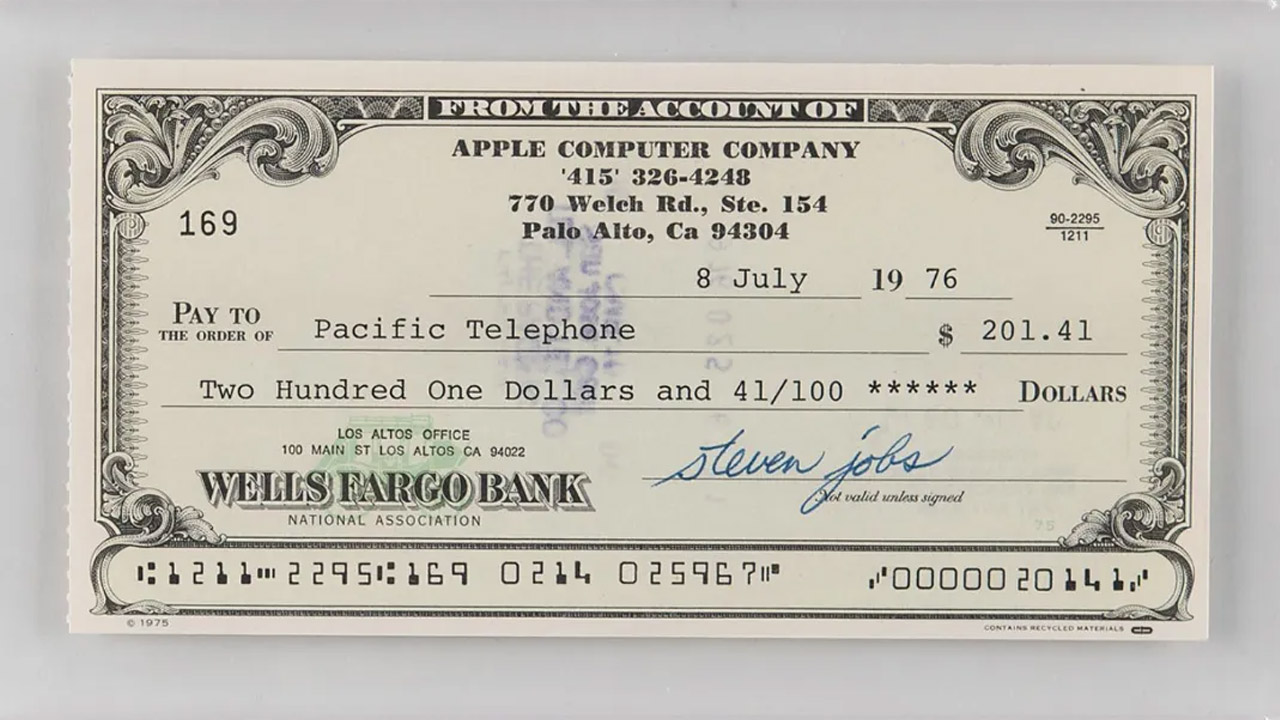 FROM THE ACCOUNT OF
APPLE COMPUTER COMPANY
'415' 326-4248
770 Welch Rd., Ste. 154
Palo Alto, Ca 94304
169
90-2295
1211
8 July 19 76
PAY TO
THE ORDER OF Pacific Telephone $ 201.41
Two Hundred One Dollars and 41/100 ****** DOLLARS
LOS ALTOS OFFICE
100 MAIN ST LOS ALTOS CA 94022
WELLS FARGO BANK
NATIONAL ASSOCIATION
steven jobs
Not valid unless signed
75
⑆1211⑉2295⑆169 0214 025967⑈ ⑇0000020141⑇
© 1975
CONTAINS RECYCLED MATERIALS